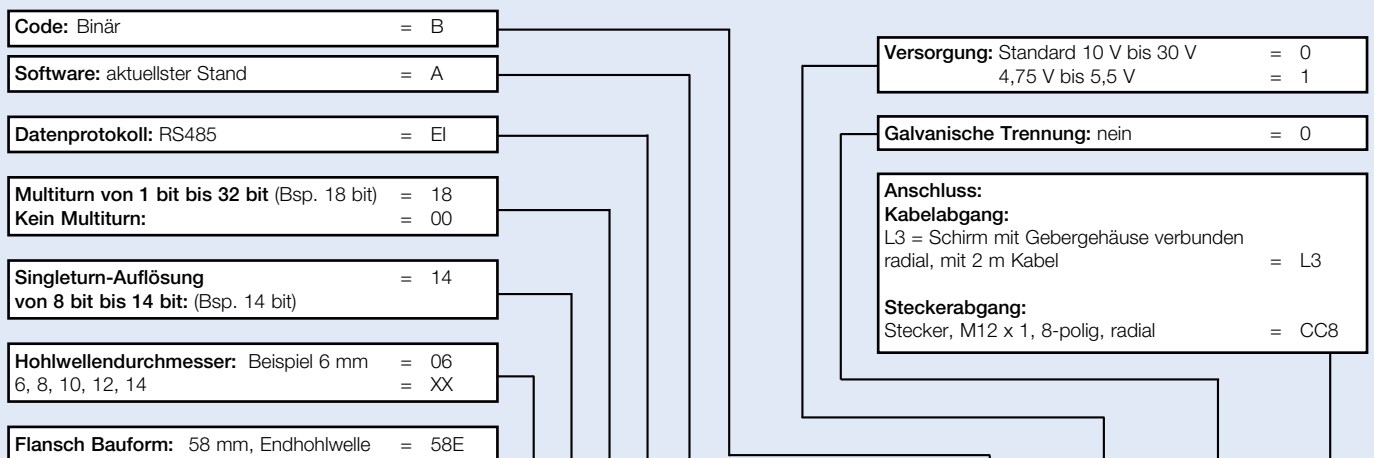 Code: Binär = B
Software: aktuellster Stand = A
Datenprotokoll: RS485 = EI
Multiturn von 1 bit bis 32 bit (Bsp. 18 bit) = 18
Kein Multiturn: = 00
Singleturn-Auflösung = 14
von 8 bit bis 14 bit: (Bsp. 14 bit)
Hohlwellendurchmesser: Beispiel 6 mm = 06
6, 8, 10, 12, 14 = XX
Flansch Bauform: 58 mm, Endhohlwelle = 58E
Versorgung: Standard 10 V bis 30 V = 0
4,75 V bis 5,5 V = 1
Galvanische Trennung: nein = 0
Anschluss:
Kabelabgang:
L3 = Schirm mit Gebergehäuse verbunden
radial, mit 2 m Kabel = L3
Steckerabgang:
Stecker, M12 x 1, 8-polig, radial = CC8